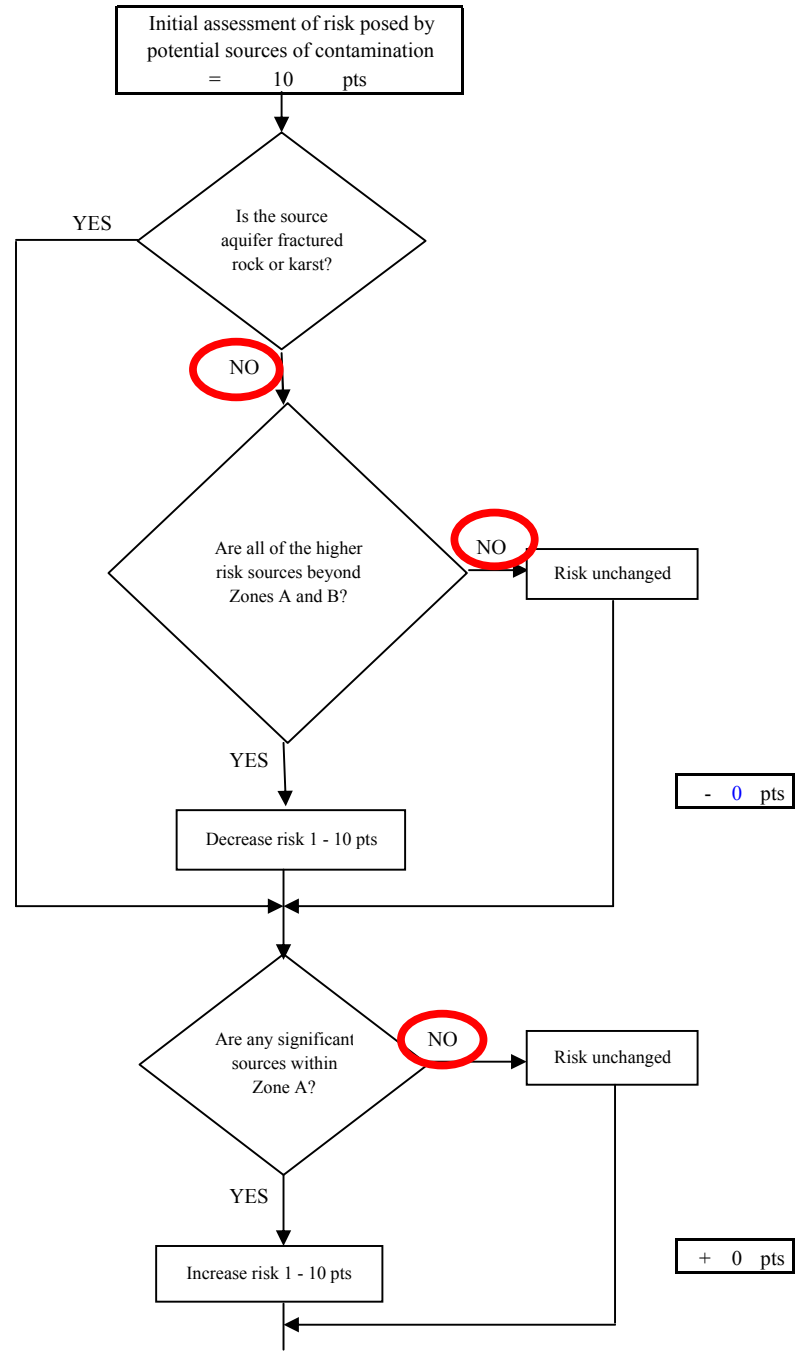 Initial assessment of risk posed by
potential sources of contamination
= 10 pts
YES
Is the source
aquifer fractured
rock or karst?
NO
Are all of the higher
risk sources beyond
Zones A and B?
NO
Risk unchanged
YES
- 0 pts
Decrease risk 1 - 10 pts
Are any significant
sources within
Zone A?
NO
Risk unchanged
YES
+ 0 pts
Increase risk 1 - 10 pts